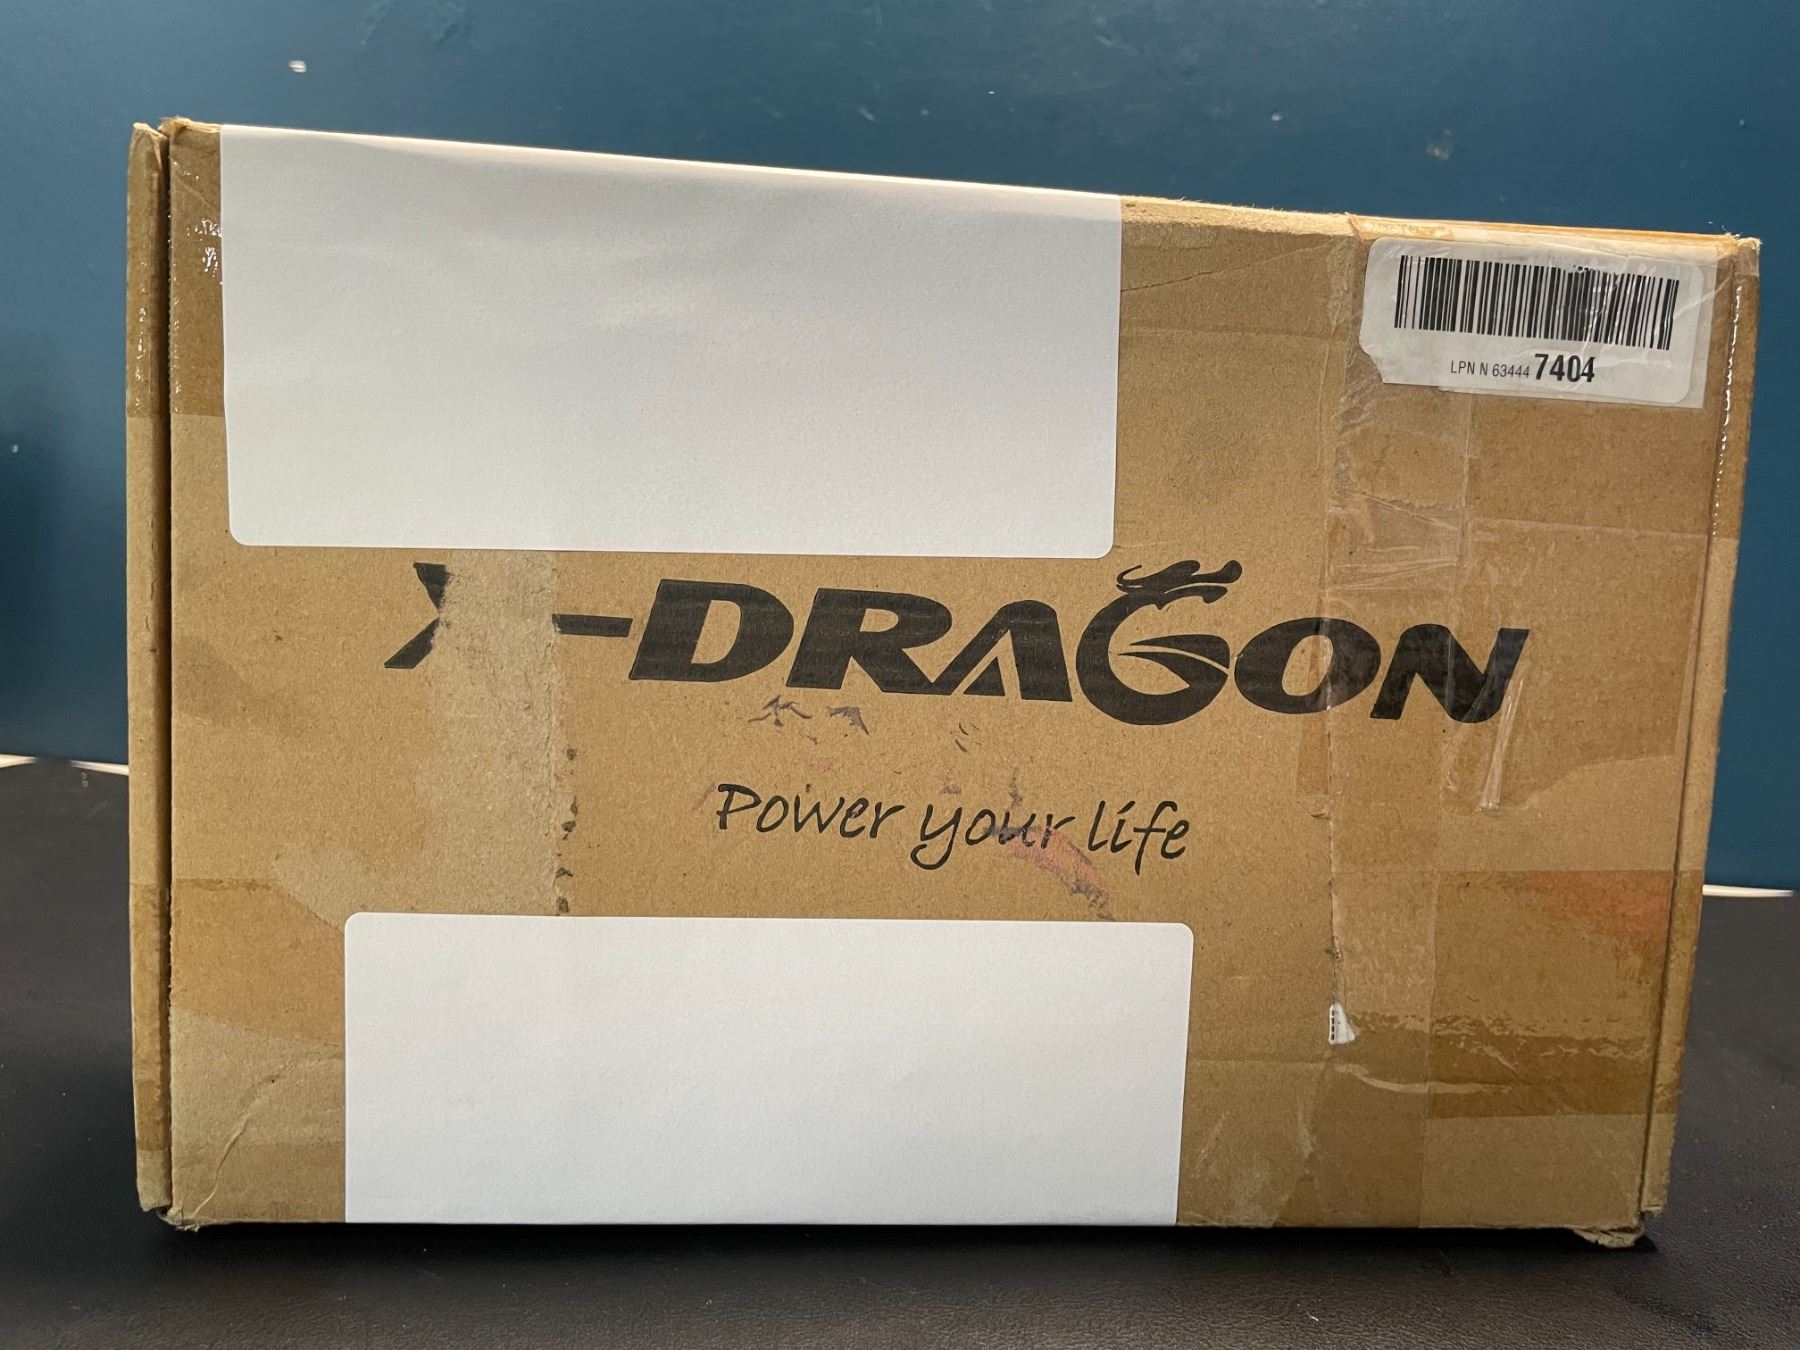 LPN N 63444 7404
X-DRAGON
Power your life